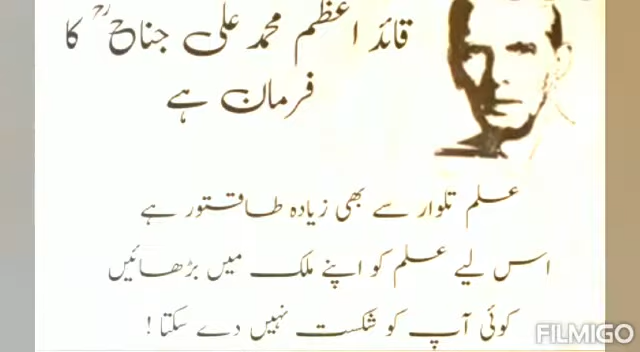 قائد اعظم محمد علی جناحؒ کا
فرمان ہے
علم تلوار سے بھی زیادہ طاقتور ہے
اس لیے علم کو اپنے ملک میں بڑھائیں
کوئی آپ کو شکست نہیں دے سکتا !
FILMIGO